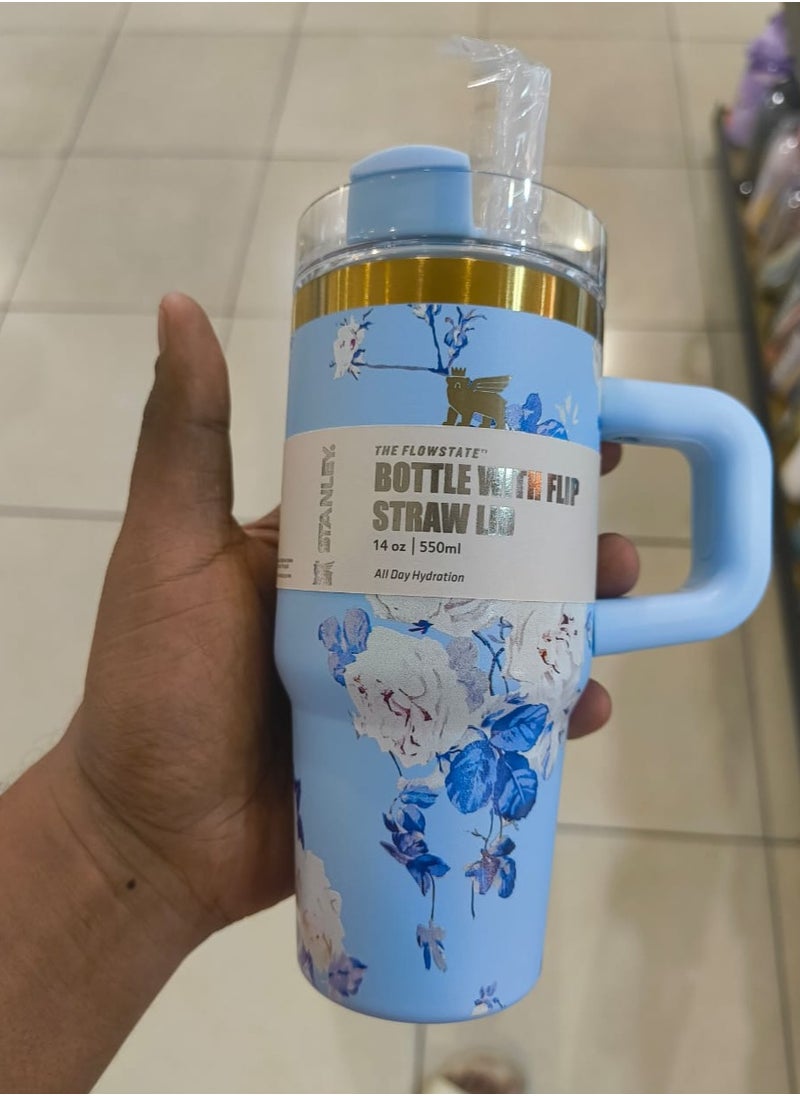 STANLEY®
THE FLOWSTATE™
BOTTLE WITH FLIP
STRAW LID
14 oz | 550ml
All Day Hydration